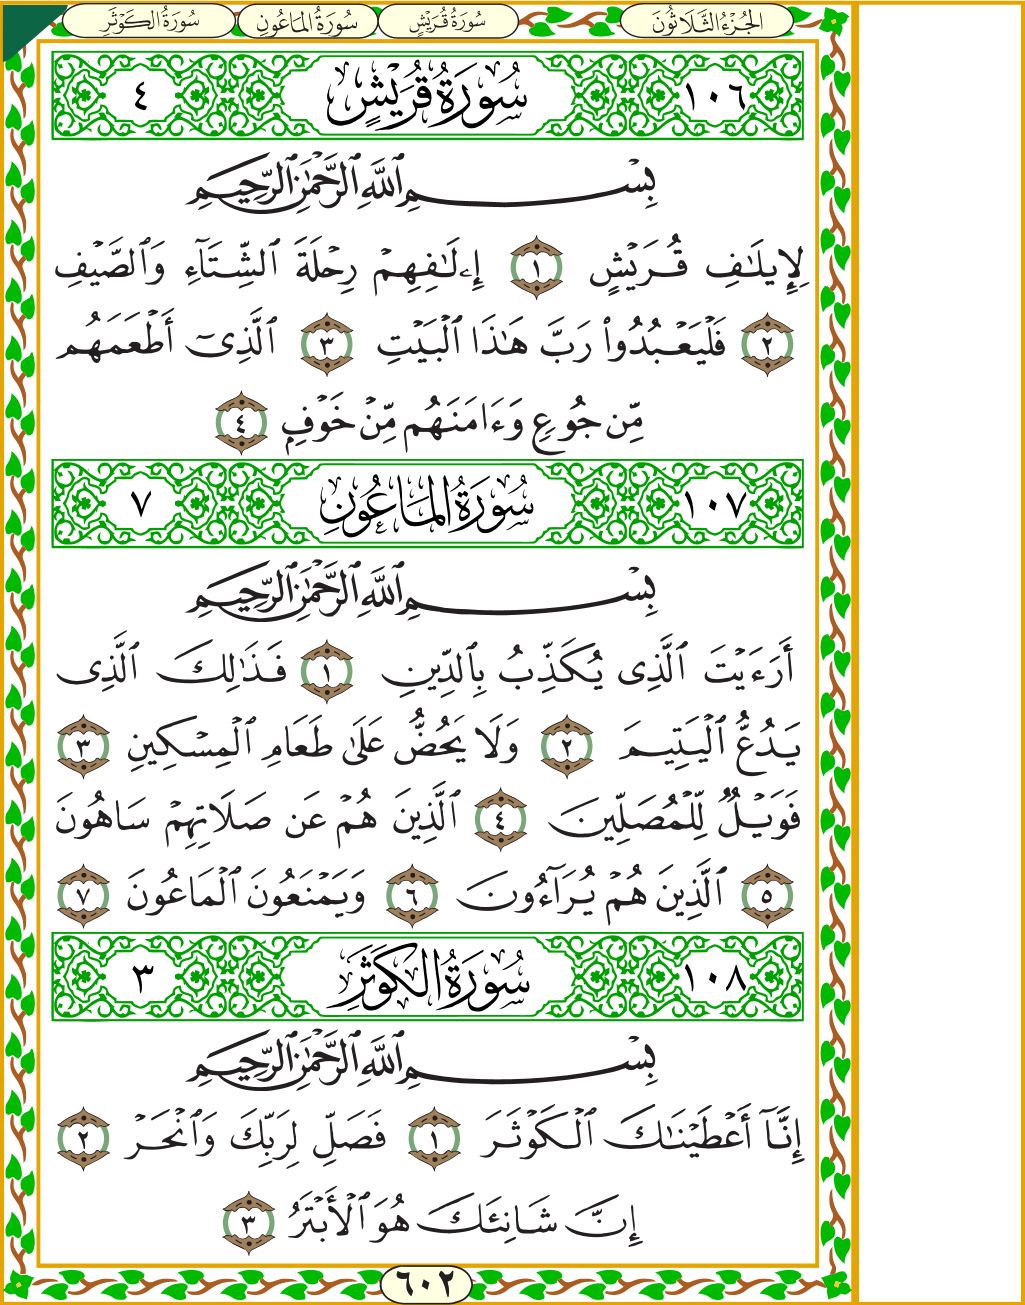 الجُزْءُ الثَّلَاثُونَ سُورَةُ قُرَيْشٍ سُورَةُ المَاعُونِ سُورَةُ الكَوْثَرِ
١٠٦ سُورَةُ قُرَيْشٍ ٤
بِسْمِ ٱللَّهِ ٱلرَّحْمَٰنِ ٱلرَّحِيمِ
لِإِيلَٰفِ قُرَيْشٍ ١ إِۦلَٰفِهِمْ رِحْلَةَ ٱلشِّتَآءِ وَٱلصَّيْفِ
٢ فَلْيَعْبُدُوا۟ رَبَّ هَٰذَا ٱلْبَيْتِ ٣ ٱلَّذِىٓ أَطْعَمَهُم
مِّن جُوعٍ وَءَامَنَهُم مِّنْ خَوْفٍۭ ٤
١٠٧ سُورَةُ المَاعُونِ ٧
بِسْمِ ٱللَّهِ ٱلرَّحْمَٰنِ ٱلرَّحِيمِ
أَرَءَيْتَ ٱلَّذِى يُكَذِّبُ بِٱلدِّينِ ١ فَذَٰلِكَ ٱلَّذِى
يَدُعُّ ٱلْيَتِيمَ ٢ وَلَا يَحُضُّ عَلَىٰ طَعَامِ ٱلْمِسْكِينِ ٣
فَوَيْلٌ لِّلْمُصَلِّينَ ٤ ٱلَّذِينَ هُمْ عَن صَلَاتِهِمْ سَاهُونَ
٥ ٱلَّذِينَ هُمْ يُرَآءُونَ ٦ وَيَمْنَعُونَ ٱلْمَاعُونَ ٧
١٠٨ سُورَةُ الكَوْثَرِ ٣
بِسْمِ ٱللَّهِ ٱلرَّحْمَٰنِ ٱلرَّحِيمِ
إِنَّآ أَعْطَيْنَٰكَ ٱلْكَوْثَرَ ١ فَصَلِّ لِرَبِّكَ وَٱنْحَرْ ٢
إِنَّ شَانِئَكَ هُوَ ٱلْأَبْتَرُ ٣
٦٠٢